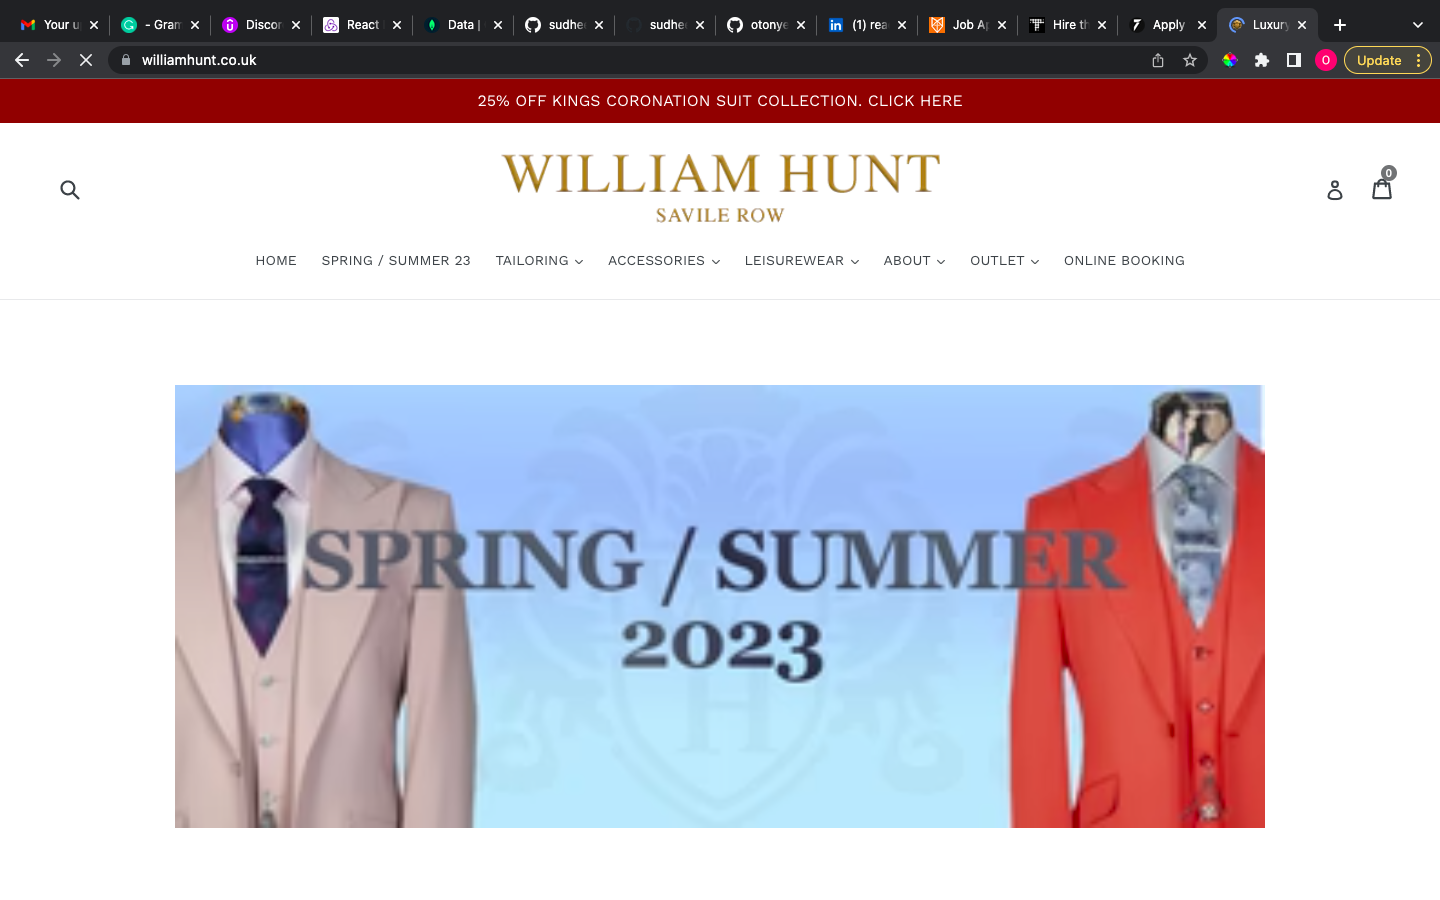 Your u
- Gram
Discor
React
Data |
sudhe
sudhe
otonye
(1) rea
Job Ap
Hire th
Apply
Luxury
williamhunt.co.uk
O
Update
25% OFF KINGS CORONATION SUIT COLLECTION. CLICK HERE
WILLIAM HUNT
SAVILE ROW
0
HOME SPRING / SUMMER 23 TAILORING ACCESSORIES LEISUREWEAR ABOUT OUTLET ONLINE BOOKING
SPRING / SUMMER
2023
H